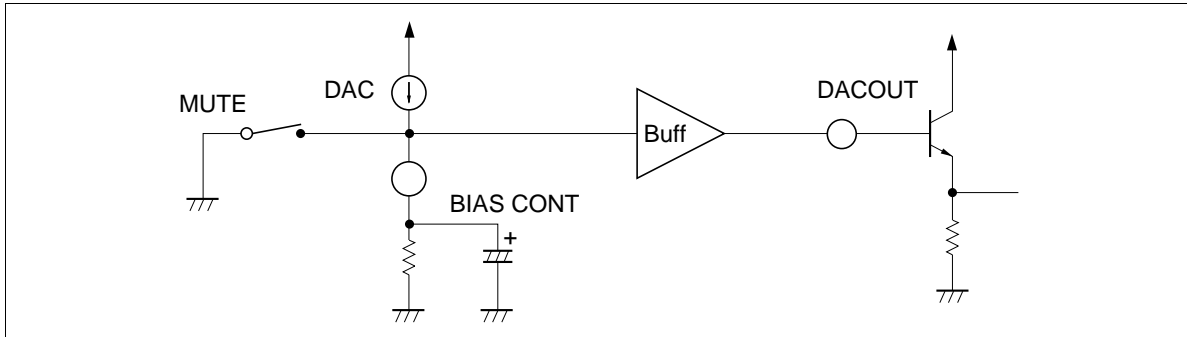 MUTE
DAC
DACOUT
Buff
BIAS CONT
+